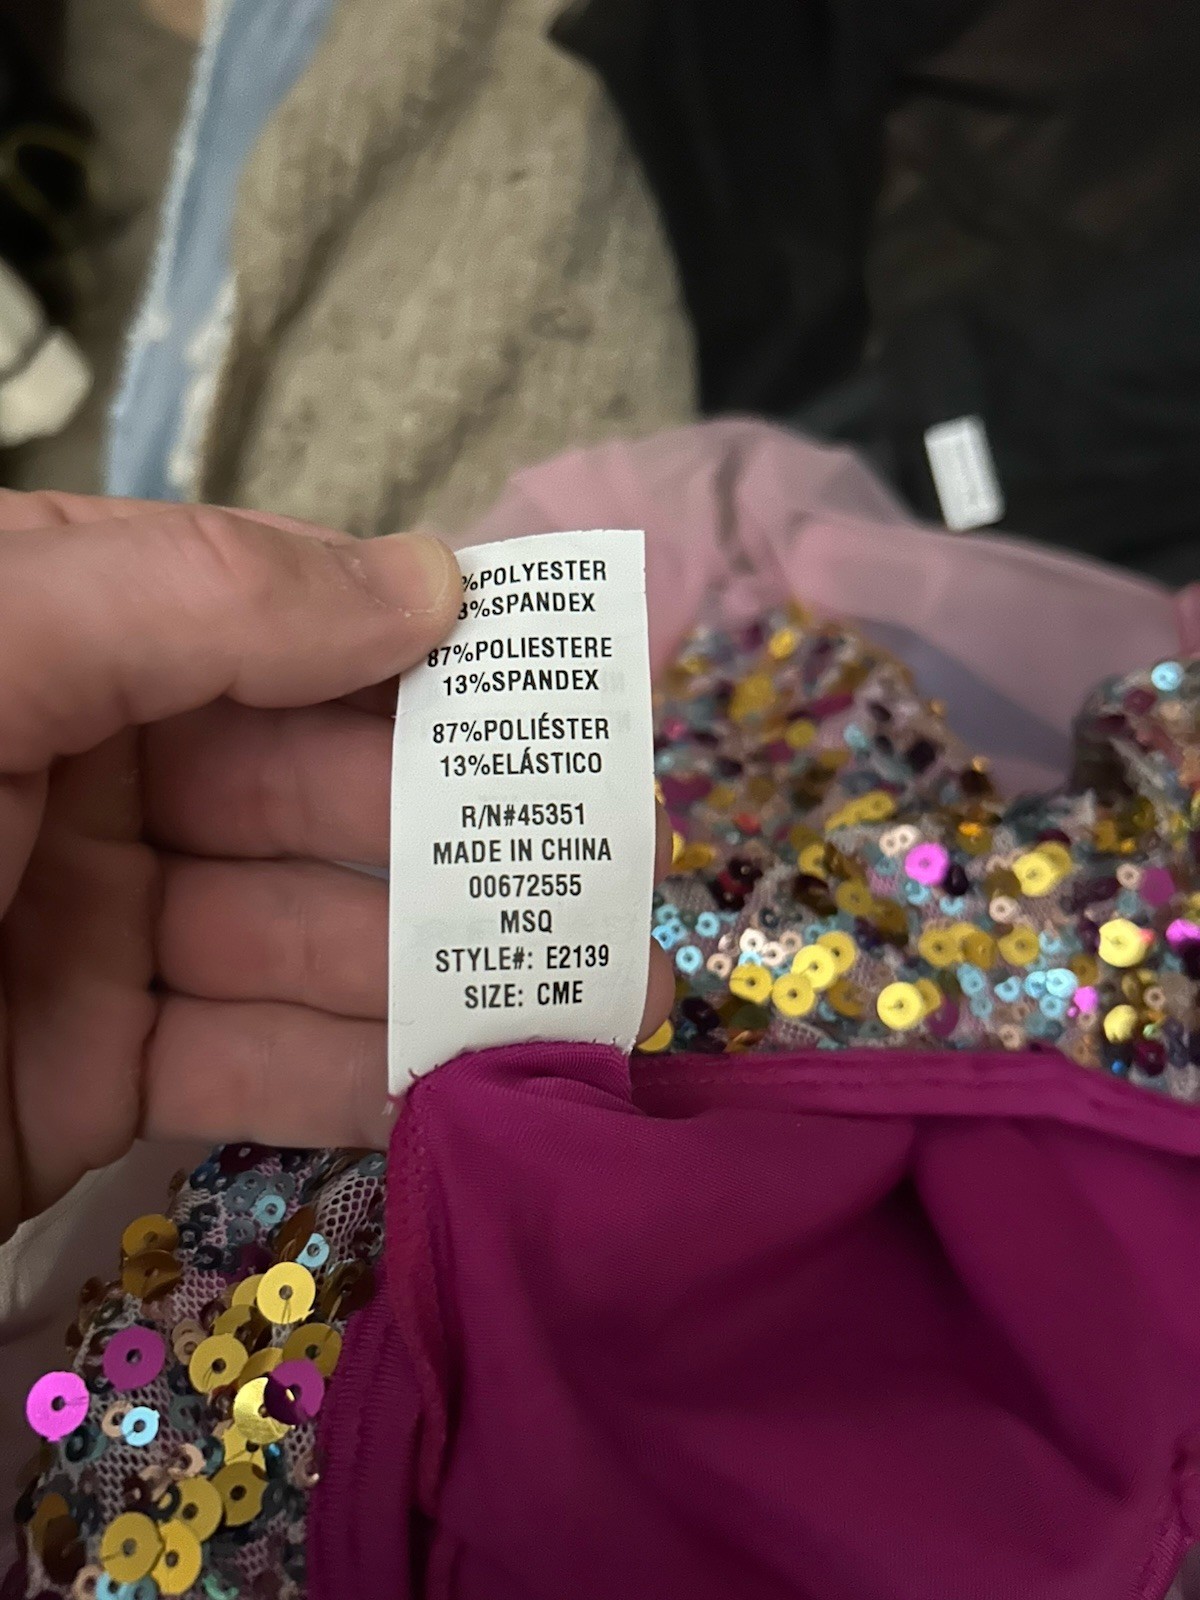 %POLYESTER
3%SPANDEX
87%POLIESTERE
13%SPANDEX
87%POLIÉSTER
13%ELÁSTICO
R/N#45351
MADE IN CHINA
00672555
MSQ
STYLE#: E2139
SIZE: CME